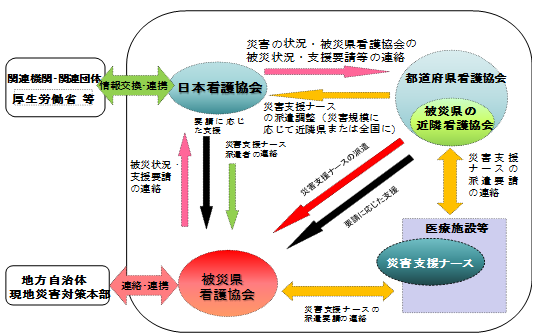 災害の状況・被災県看護協会の
被災状況・支援要請等の連絡
関連機関・関連団体
厚生労働省 等
情報交換・連携
日本看護協会
都道府県看護協会
被災県の
近隣看護協会
災害支援ナース
の派遣調整（災害規模に
応じて近隣県または全国に）
要請に応じ
た支援
災害支援ナース
派遣者の連絡
被災状況・
支援要請
の連絡
災害支援ナースの派遣
要請に応じた支援
災害支援
ナースの
派遣要請
の連絡
医療施設等
災害支援ナース
地方自治体
現地災害対策本部
連絡・連携
被災県
看護協会
災害支援ナースの
派遣要請の連絡